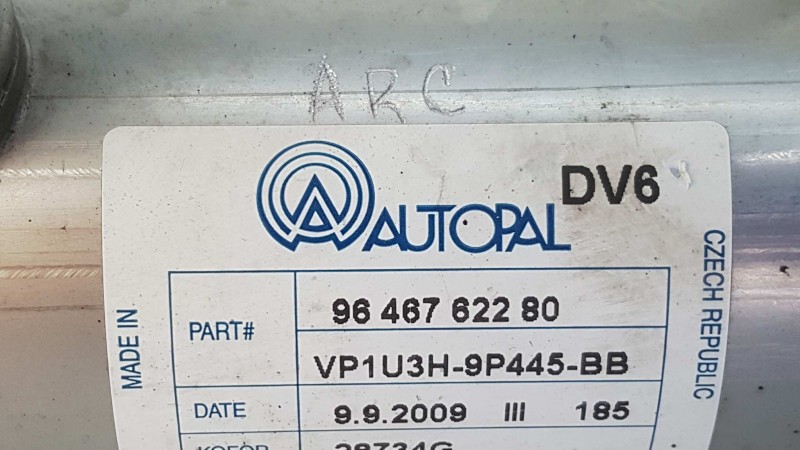 ARC
AUTOPAL DV6
MADE IN
CZECH REPUBLIC
PART# 96 467 622 80
VP1U3H-9P445-BB
DATE 9.9.2009 III 185
28734G